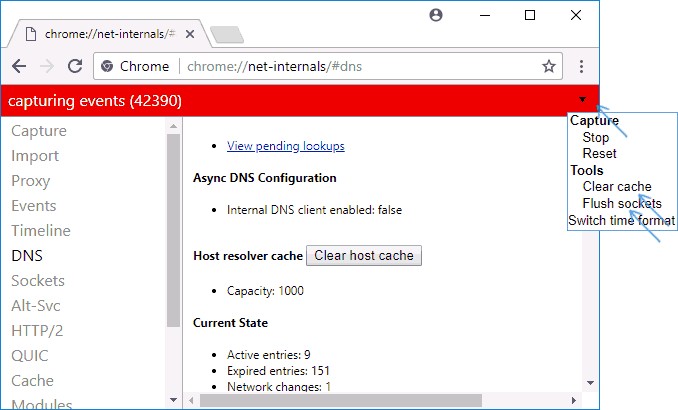 chrome://net-internals/#
Chrome
chrome://net-internals/#dns
capturing events (42390)
Capture
Stop
Reset
Tools
Clear cache
Flush sockets
Switch time format
Capture
Import
Proxy
Events
Timeline
DNS
Sockets
Alt-Svc
HTTP/2
QUIC
Cache
Modules
View pending lookups
Async DNS Configuration
Internal DNS client enabled: false
Host resolver cache Clear host cache
Capacity: 1000
Current State
Active entries: 9
Expired entries: 151
Network changes: 1